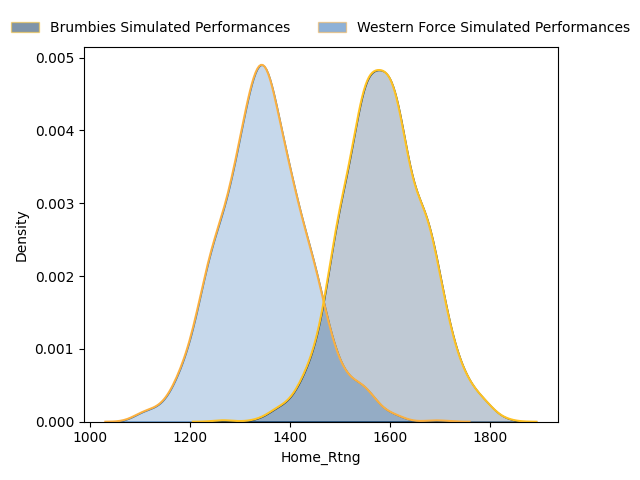 Brumbies Simulated Performances Western Force Simulated Performances
0.005
0.004
0.003
0.002
0.001
0.000
Density
1000 1200 1400 1600 1800
Home_Rtng